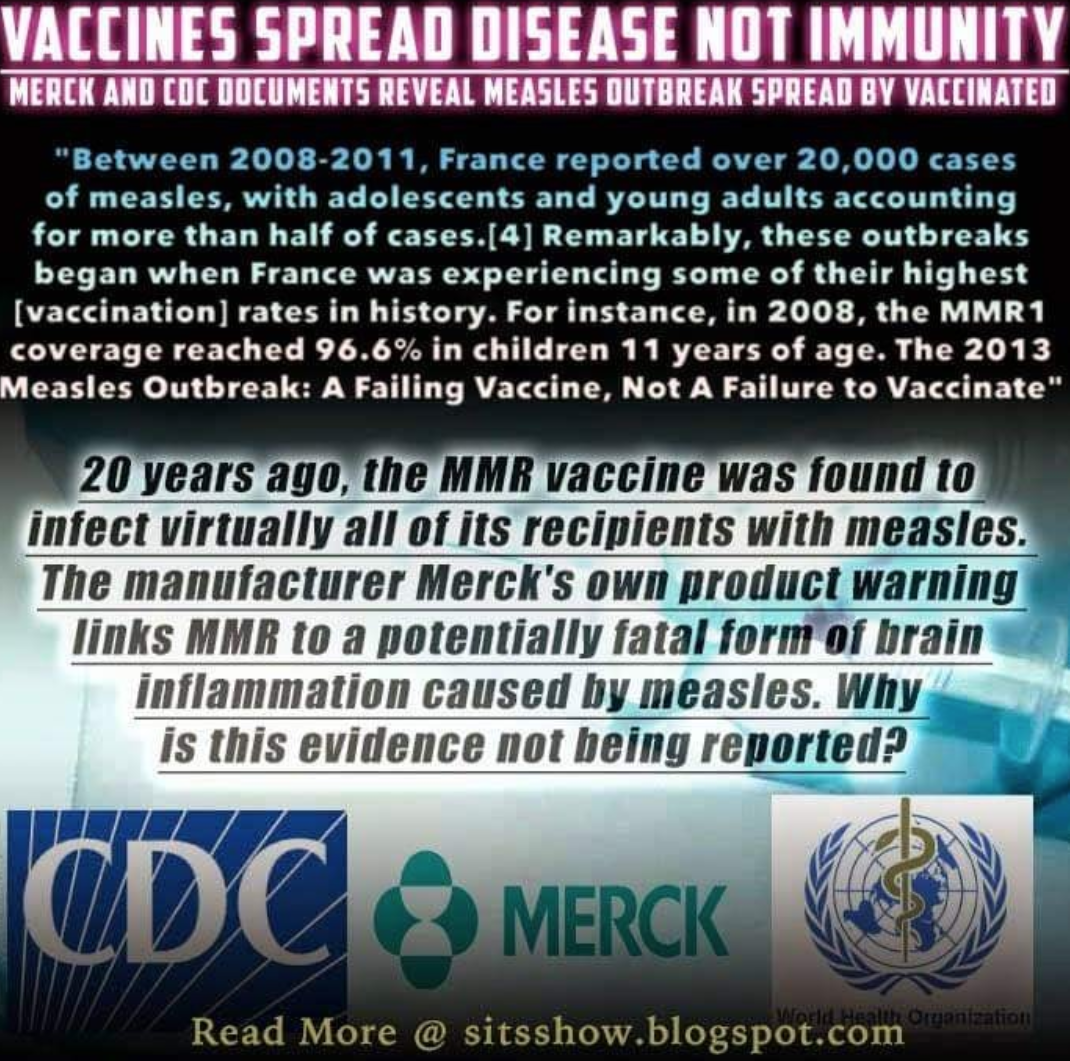 VACCINES SPREAD DISEASE NOT IMMUNITY
MERCK AND CDC DOCUMENTS REVEAL MEASLES OUTBREAK SPREAD BY VACCINATED
"Between 2008-2011, France reported over 20,000 cases
of measles, with adolescents and young adults accounting
for more than half of cases.[4] Remarkably, these outbreaks
began when France was experiencing some of their highest
[vaccination] rates in history. For instance, in 2008, the MMR1
coverage reached 96.6% in children 11 years of age. The 2013
Measles Outbreak: A Failing Vaccine, Not A Failure to Vaccinate"
20 years ago, the MMR vaccine was found to
infect virtually all of its recipients with measles.
The manufacturer Merck's own product warning
links MMR to a potentially fatal form of brain
inflammation caused by measles. Why
is this evidence not being reported?
CDC
MERCK
World Health Organization
Read More @ sitsshow.blogspot.com